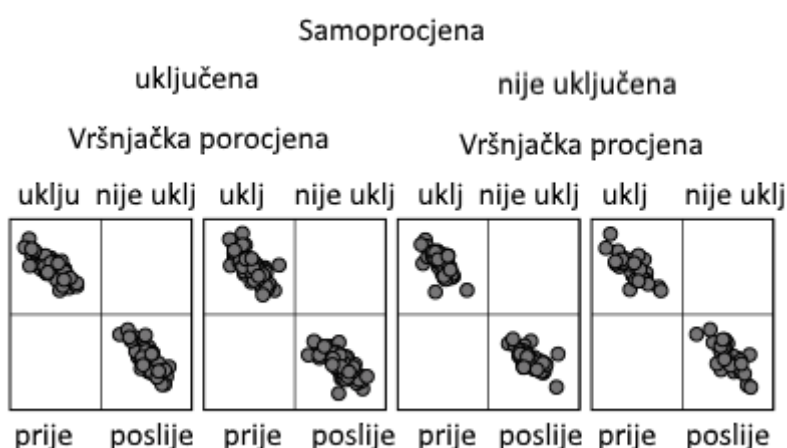 Samoprocjena
uključena nije uključena
Vršnjačka porocjena Vršnjačka procjena
uklju nije uklj uklj nije uklj uklj nije uklj uklj nije uklj
prije poslije prije poslije prije poslije prije poslije